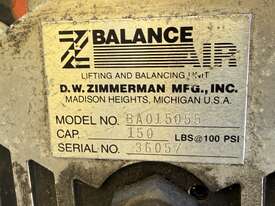 BALANCE
AIR
LIFTING AND BALANCING UNIT
D.W. ZIMMERMAN MFG., INC.
MADISON HEIGHTS, MICHIGAN U.S.A.
MODEL NO. BA015055
CAP. 150 LBS@100 PSI
SERIAL NO. 36057